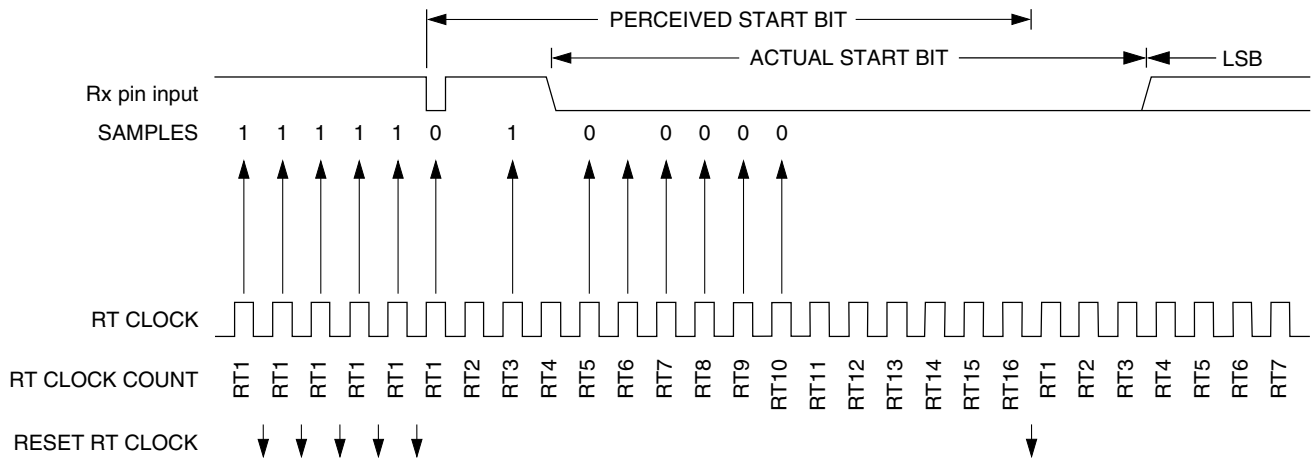 PERCEIVED START BIT
ACTUAL START BIT LSB
Rx pin input
SAMPLES 1 1 1 1 1 0 1 0 0 0 0 0
RT CLOCK
RT CLOCK COUNT RT1 RT1 RT1 RT1 RT1 RT1 RT2 RT3 RT4 RT5 RT6 RT7 RT8 RT9 RT10 RT11 RT12 RT13 RT14 RT15 RT16 RT1 RT2 RT3 RT4 RT5 RT6 RT7
RESET RT CLOCK